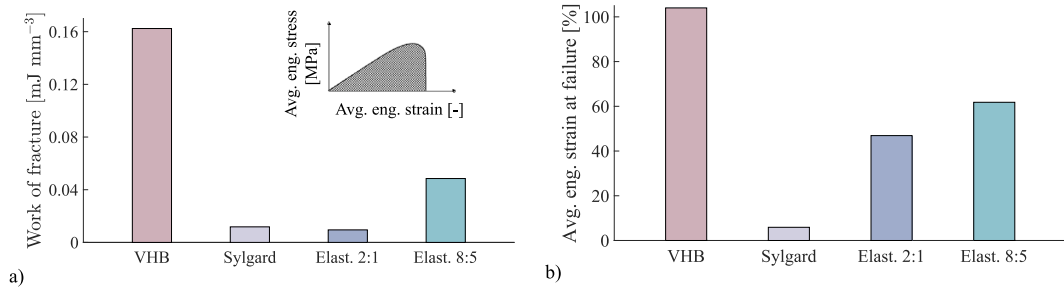 Work of fracture [mJ mm⁻³]
0.16
0.12
0.08
0.04
0
VHB Sylgard Elast. 2:1 Elast. 8:5
Avg. eng. stress
[MPa]
Avg. eng. strain [-]
a)
Avg. eng. strain at failure [%]
100
80
60
40
20
0
VHB Sylgard Elast. 2:1 Elast. 8:5
b)